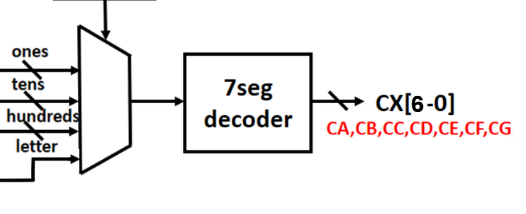 ones
tens
hundreds
letter
7seg
decoder
CX[6-0]
CA,CB,CC,CD,CE,CF,CG